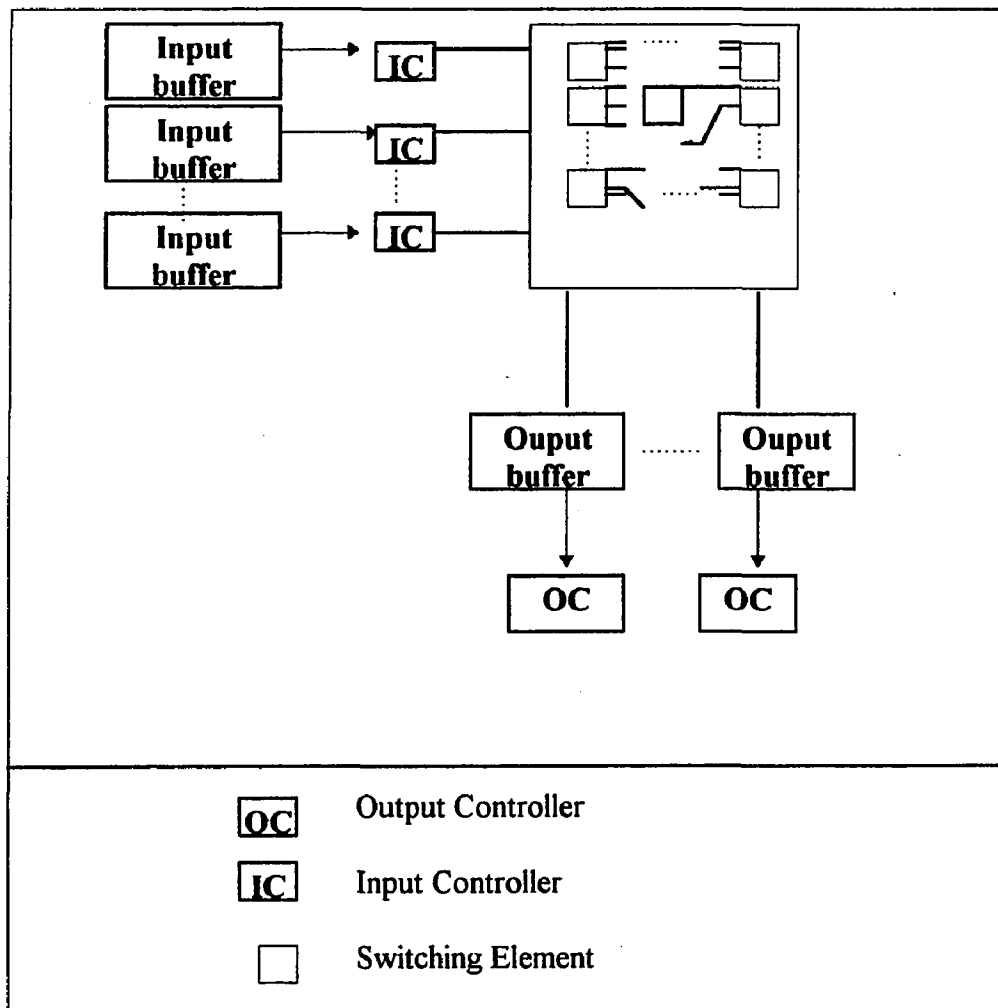 Input
buffer
IC
Input
buffer
IC
Input
buffer
IC
Ouput
buffer
Ouput
buffer
OC
OC
OC Output Controller
IC Input Controller
Switching Element